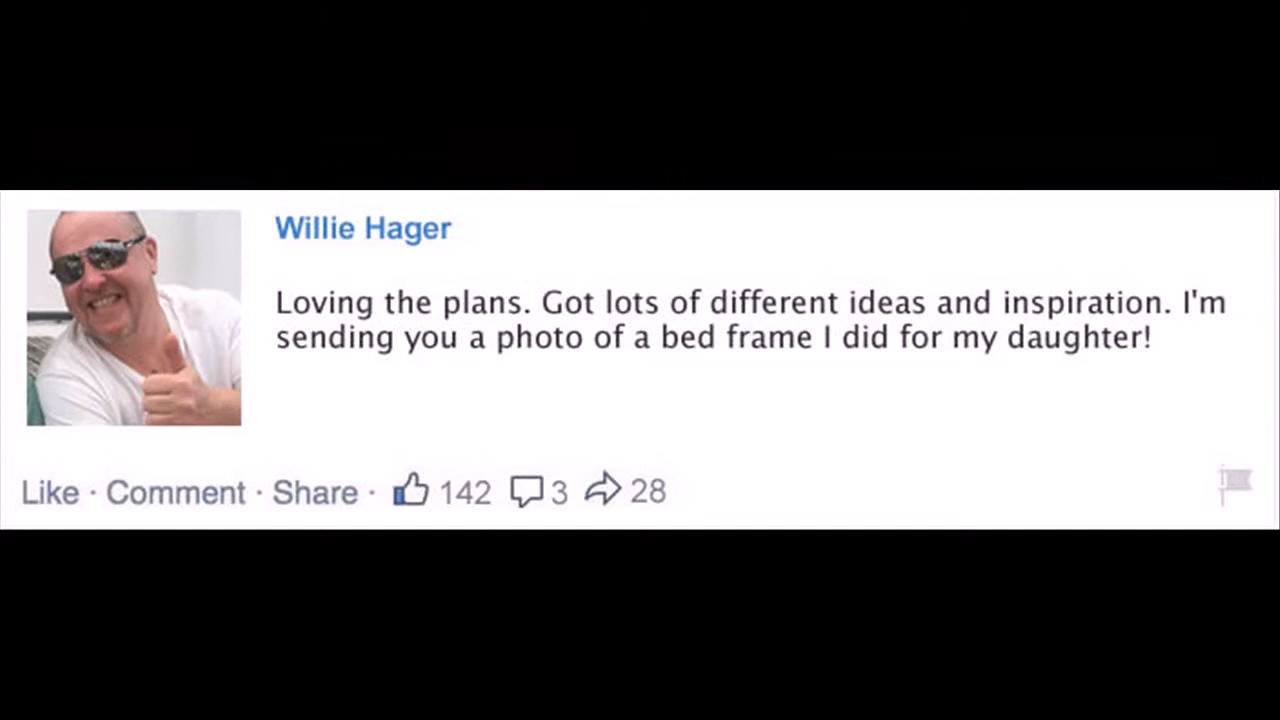 Willie Hager
Loving the plans. Got lots of different ideas and inspiration. I'm
sending you a photo of a bed frame I did for my daughter!
Like · Comment · Share · 142 3 28